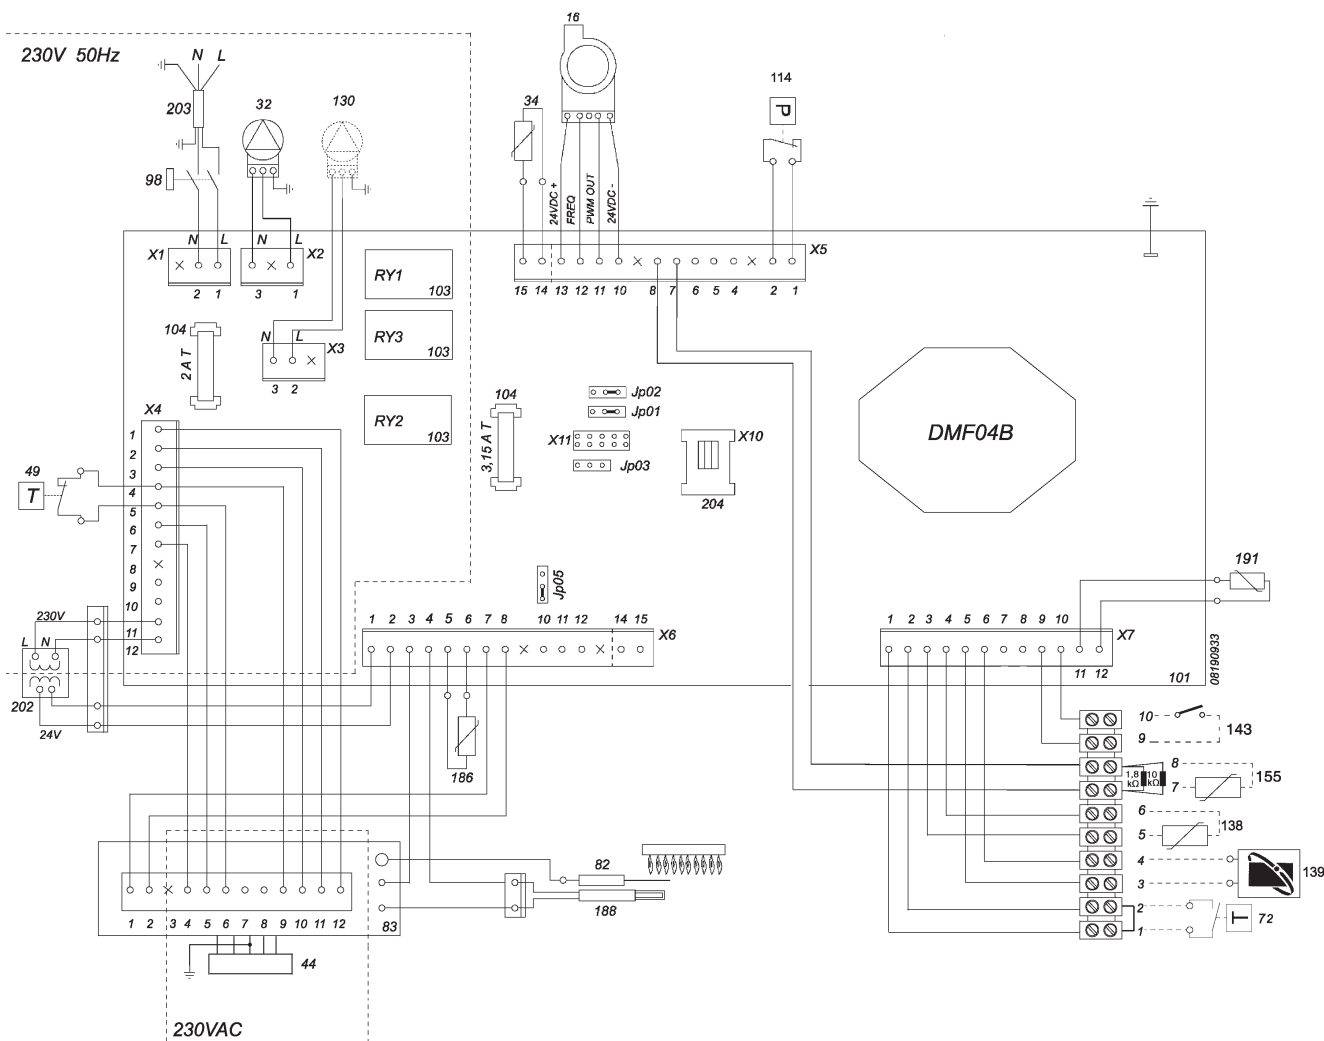 230V 50Hz
N L
203
98
32
130
34
16
114
P
24VDC +
FREQ
PWM OUT
24VDC -
N L
X1
2 1
N L
X2
3 1
X5
15 14 13 12 11 10 8 7 6 5 4 2 1
RY1
103
RY3
103
RY2
103
104
2 A T
N L
X3
3 2
X4
1
2
3
4
5
6
7
8
9
10
11
12
49
T
104
3,15 A T
Jp02
Jp01
X11
Jp03
X10
204
DMF04B
Jp05
191
230V
L N
202
24V
1 2 3 4 5 6 7 8 10 11 12 14 15
X6
186
1 2 3 4 5 6 7 8 9 10
X7
11 12
101
08190933
10
9
143
8
7
1,8 kΩ
10 kΩ
155
6
5
138
4
3
139
2
1
T
72
82
188
83
1 2 3 4 5 6 7 8 9 10 11 12
44
230VAC